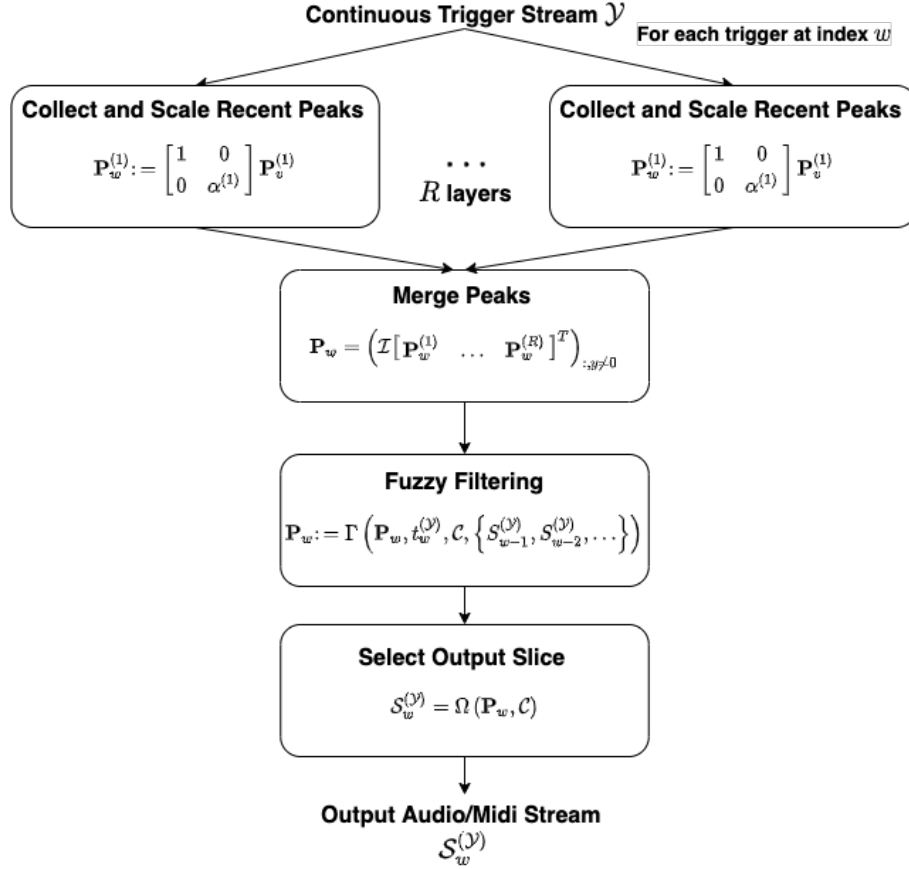 Continuous Trigger Stream 𝒴
For each trigger at index w
Collect and Scale Recent Peaks
P_w^{(1)} := [1 0; 0 α^{(1)}] P_v^{(1)}
...
R layers
Collect and Scale Recent Peaks
P_w^{(1)} := [1 0; 0 α^{(1)}] P_v^{(1)}
Merge Peaks
P_w = (ℐ[P_w^{(1)} ... P_w^{(R)}]^T)_{:,y≠0}
Fuzzy Filtering
P_w := Γ(P_w, t_w^{(𝒴)}, 𝒞, {S_{w-1}^{(𝒴)}, S_{w-2}^{(𝒴)}, ...})
Select Output Slice
𝒮_w^{(𝒴)} = Ω(P_w, 𝒞)
Output Audio/Midi Stream
𝒮_w^{(𝒴)}